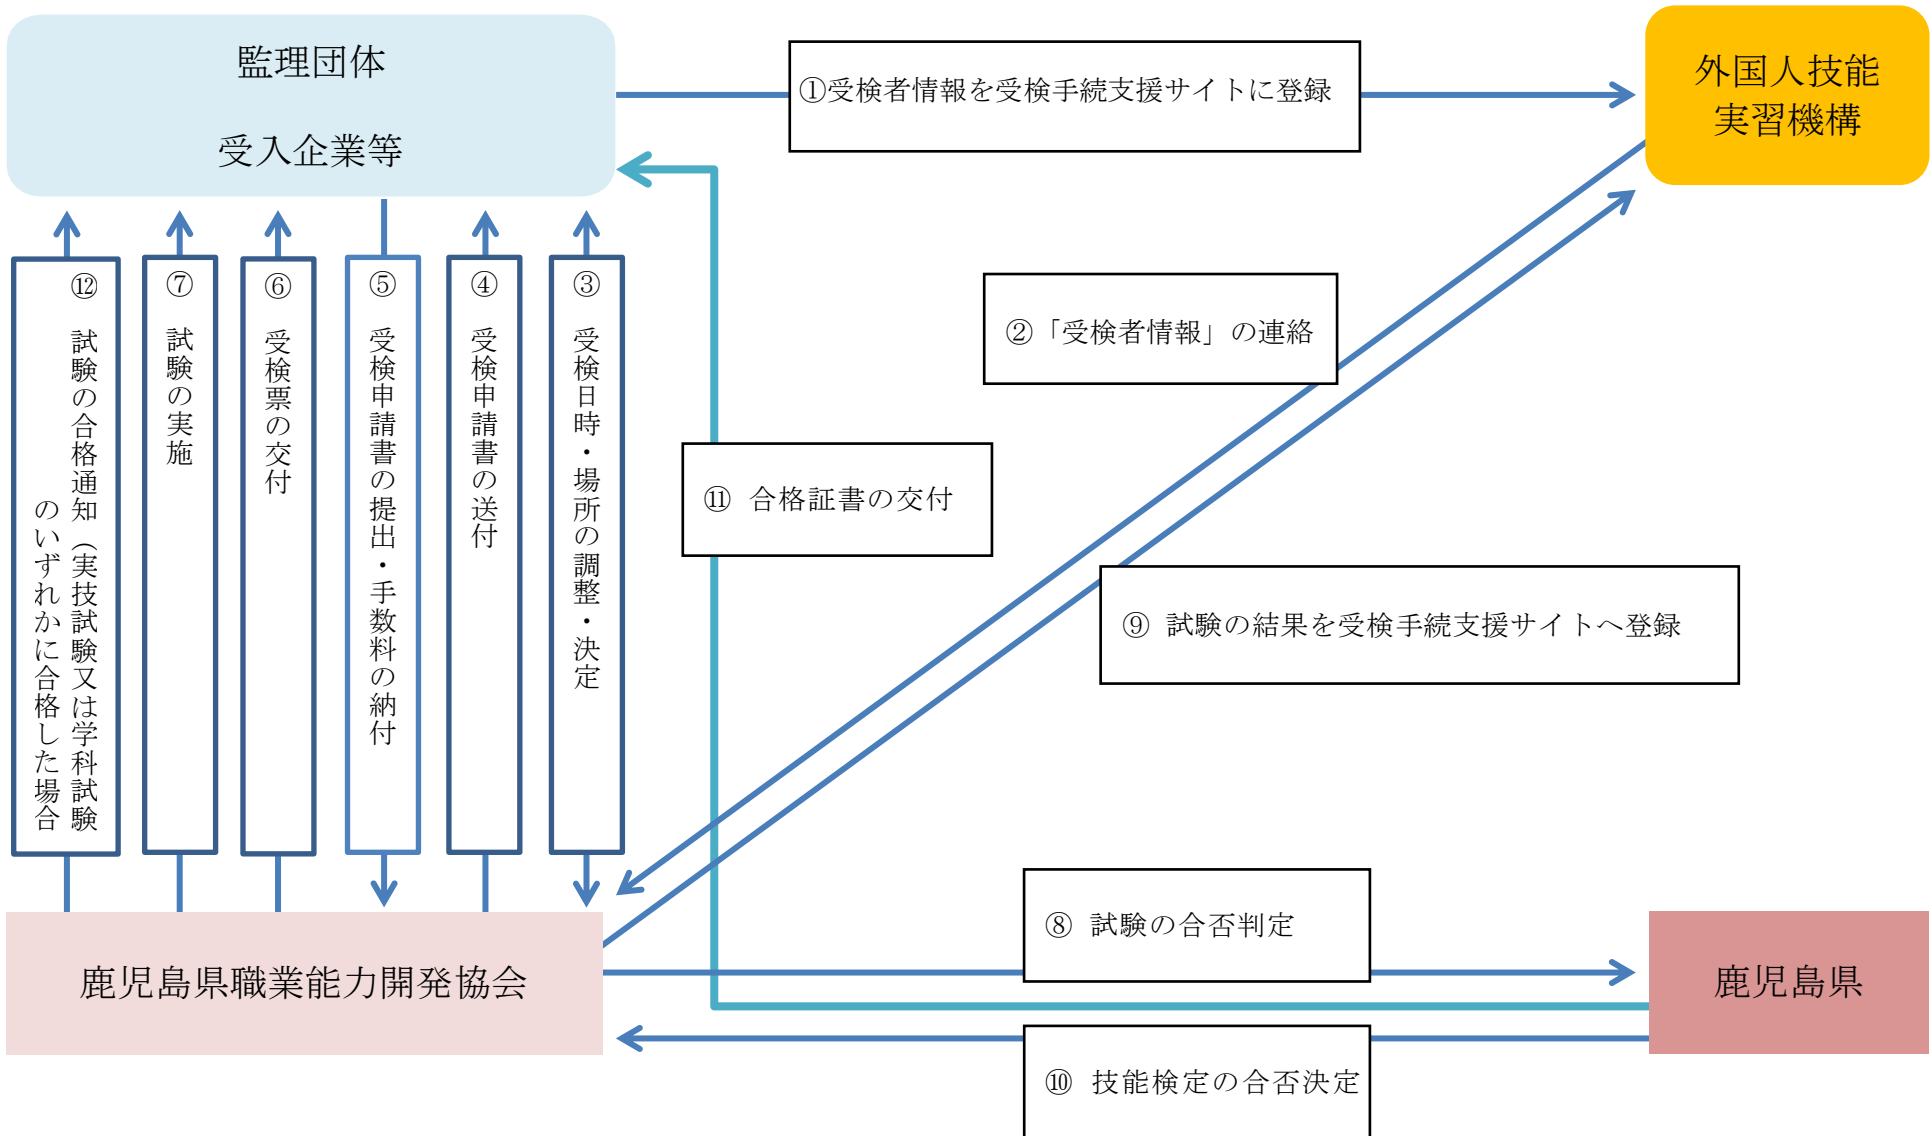 監理団体
受入企業等
①受検者情報を受検手続支援サイトに登録
外国人技能
実習機構
⑫ 試験の合格通知（実技試験又は学科試験
のいずれかに合格した場合
⑦ 試験の実施
⑥ 受検票の交付
⑤ 受検申請書の提出・手数料の納付
④ 受検申請書の送付
③ 受検日時・場所の調整・決定
②「受検者情報」の連絡
⑪ 合格証書の交付
⑨ 試験の結果を受検手続支援サイトへ登録
⑧ 試験の合否判定
鹿児島県職業能力開発協会
鹿児島県
⑩ 技能検定の合否決定